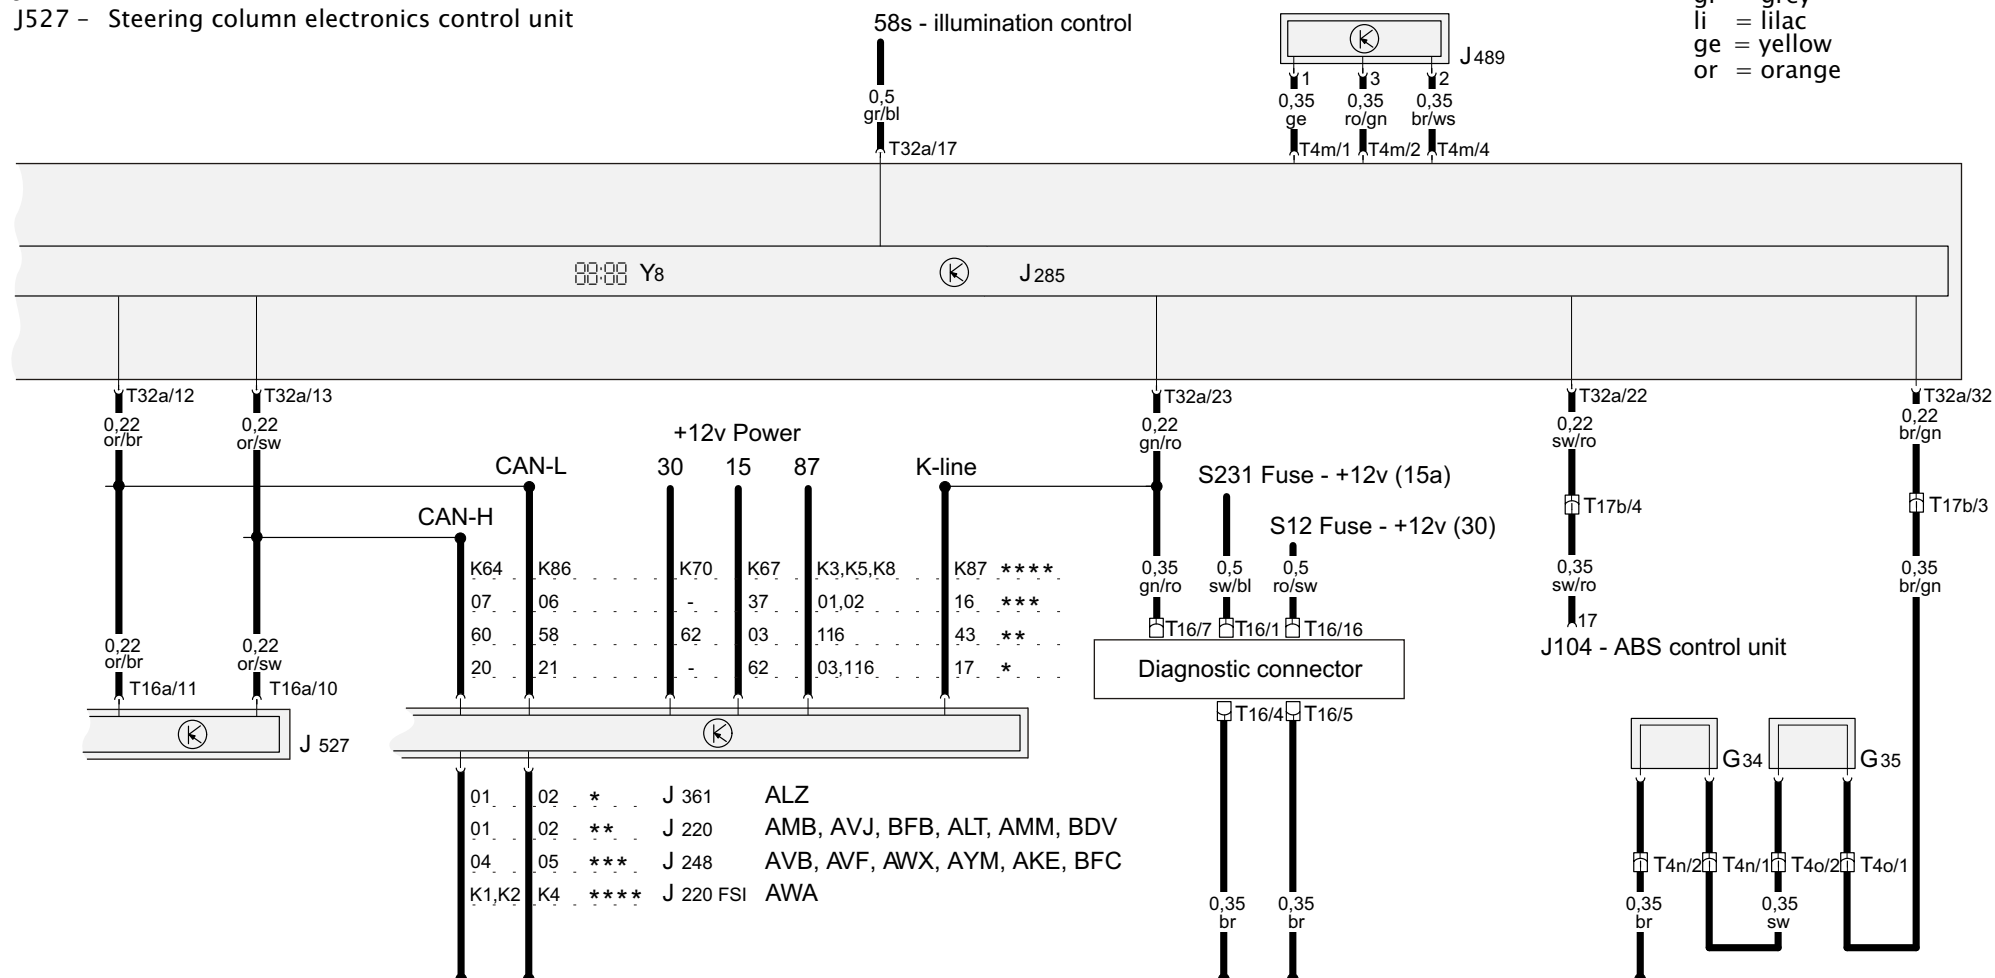 J527 – Steering column electronics control unit
58s - illumination control
gr = grey
li = lilac
ge = yellow
or = orange
J489
1 3 2
0,5 0,35 0,35 0,35
gr/bl ge ro/gn br/ws
T32a/17 T4m/1 T4m/2 T4m/4
88:88 Y8 J285
T32a/12 T32a/13 T32a/23 T32a/22 T32a/32
0,22 0,22 0,22 0,22 0,22
or/br or/sw gn/ro sw/ro br/gn
+12v Power
CAN-L 30 15 87 K-line
S231 Fuse - +12v (15a)
T17b/4 T17b/3
CAN-H
S12 Fuse - +12v (30)
K64 K86 K70 K67 K3,K5,K8 K87 ****
0,35 0,5 0,5 0,35 0,35
gn/ro sw/bl ro/sw sw/ro br/gn
07 06 - 37 01,02 16 ***
17
T16/7 T16/1 T16/16
60 58 62 03 116 43 **
0,22 0,22
or/br or/sw
J104 - ABS control unit
20 21 - 62 03,116 17 *
Diagnostic connector
T16a/11 T16a/10
T16/4 T16/5
J 527
G34 G35
01 02 * J 361 ALZ
01 02 ** J 220 AMB, AVJ, BFB, ALT, AMM, BDV
04 05 *** J 248 AVB, AVF, AWX, AYM, AKE, BFC
T4n/2 T4n/1 T4o/2 T4o/1
K1,K2 K4 **** J 220 FSI AWA
0,35 0,35 0,35 0,35
br br br sw